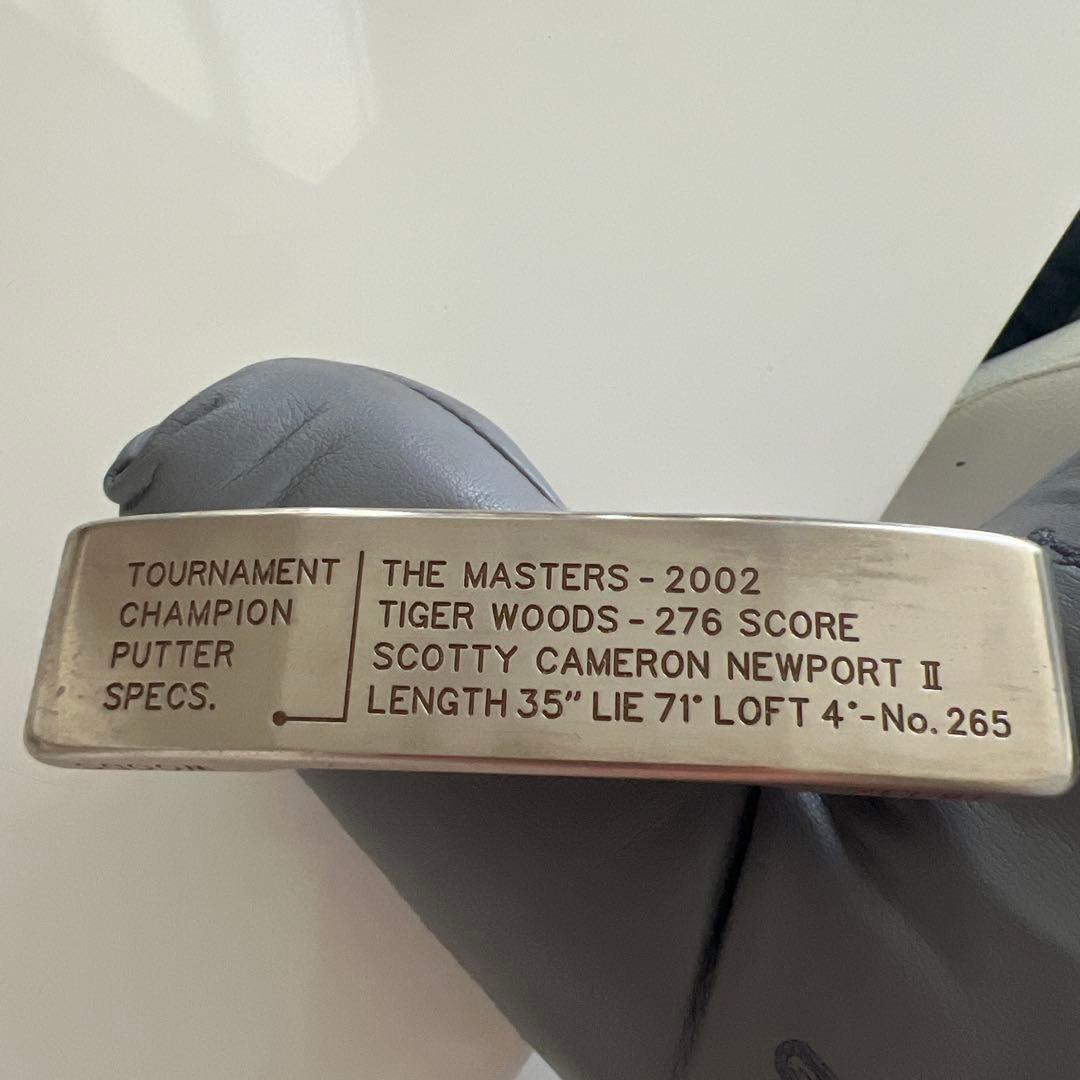 TOURNAMENT
CHAMPION
PUTTER
SPECS.
THE MASTERS - 2002
TIGER WOODS - 276 SCORE
SCOTTY CAMERON NEWPORT II
LENGTH 35" LIE 71° LOFT 4°-No. 265